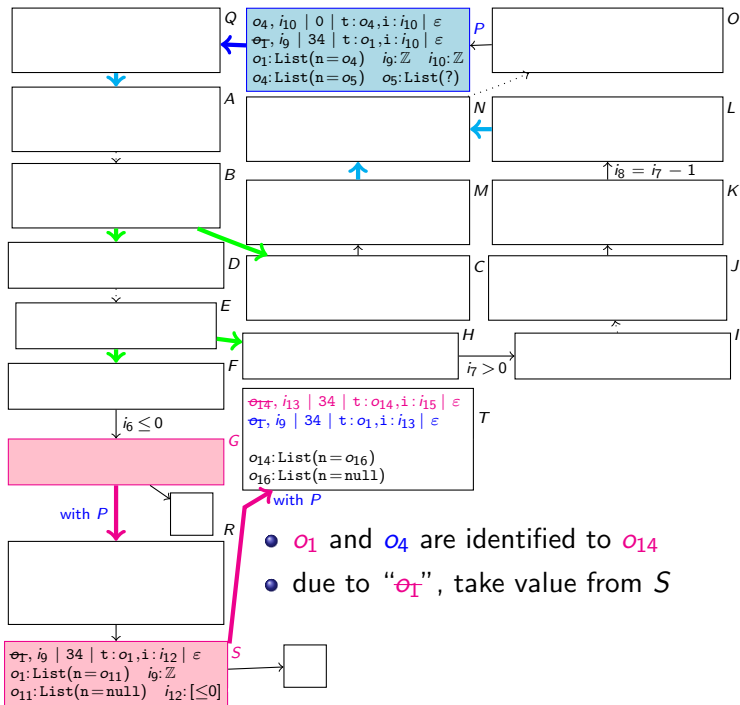 Q
o₄, i₁₀ | 0 | t:o₄,i:i₁₀ | ε
o₁, i₉ | 34 | t:o₁,i:i₁₀ | ε
o₁:List(n=o₄) i₉:ℤ i₁₀:ℤ
o₄:List(n=o₅) o₅:List(?)
P
O
A
N
L
B
i₈ = i₇ − 1
M
K
D
C
J
E
H
I
i₇ > 0
F
i₆ ≤ 0
o₁₄, i₁₃ | 34 | t:o₁₄,i:i₁₅ | ε
o₁, i₉ | 34 | t:o₁,i:i₁₃ | ε
o₁₄:List(n=o₁₆)
o₁₆:List(n=null)
T
G
with P
with P
R
• o₁ and o₄ are identified to o₁₄
• due to “o₁”, take value from S
o₁, i₉ | 34 | t:o₁,i:i₁₂ | ε
o₁:List(n=o₁₁) i₉:ℤ
o₁₁:List(n=null) i₁₂:[≤0]
S